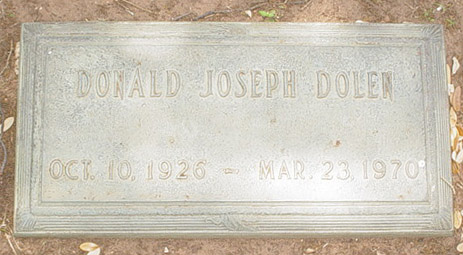 DONALD JOSEPH DOLEN
OCT. 10, 1926 ~ MAR. 23, 1970